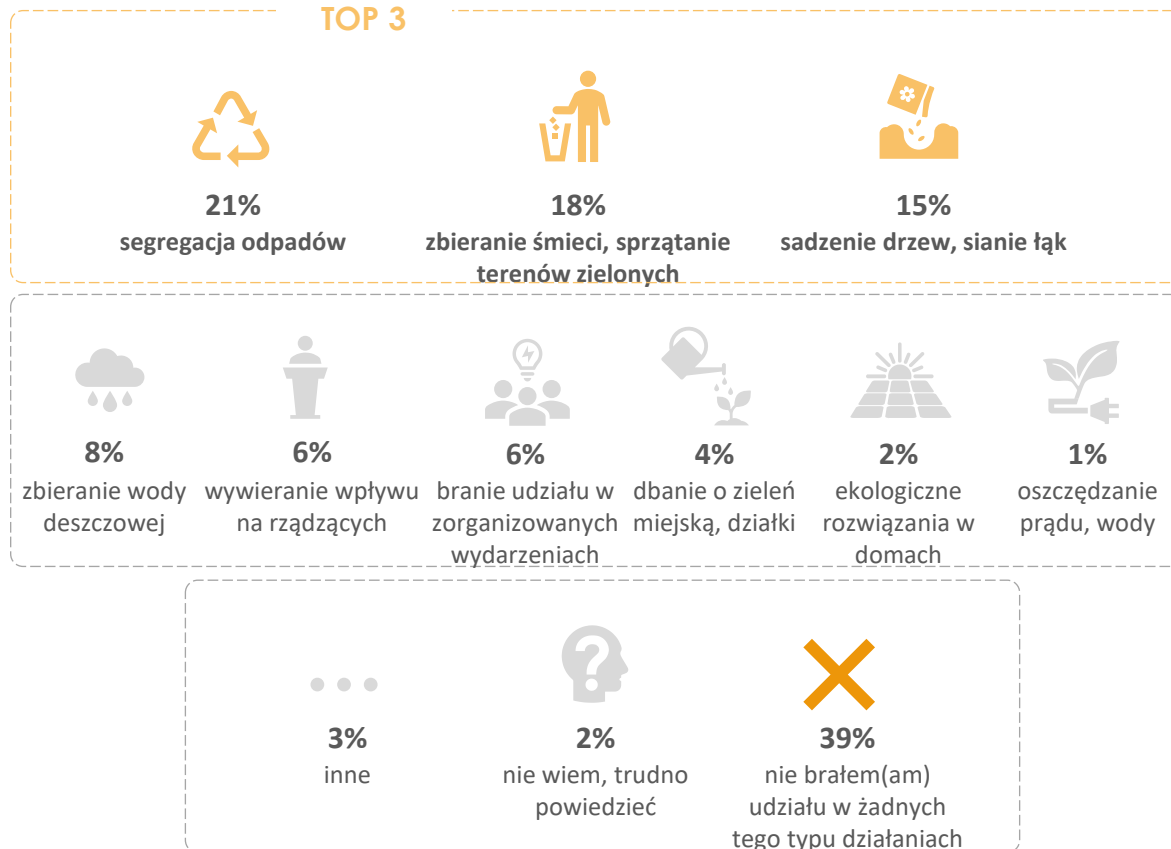 TOP 3
21%
segregacja odpadów
18%
zbieranie śmieci, sprzątanie
terenów zielonych
15%
sadzenie drzew, sianie łąk
8%
zbieranie wody
deszczowej
6%
wywieranie wpływu
na rządzących
6%
branie udziału w
zorganizowanych
wydarzeniach
4%
dbanie o zieleń
miejską, działki
2%
ekologiczne
rozwiązania w
domach
1%
oszczędzanie
prądu, wody
3%
inne
2%
nie wiem, trudno
powiedzieć
39%
nie brałem(am)
udziału w żadnych
tego typu działaniach